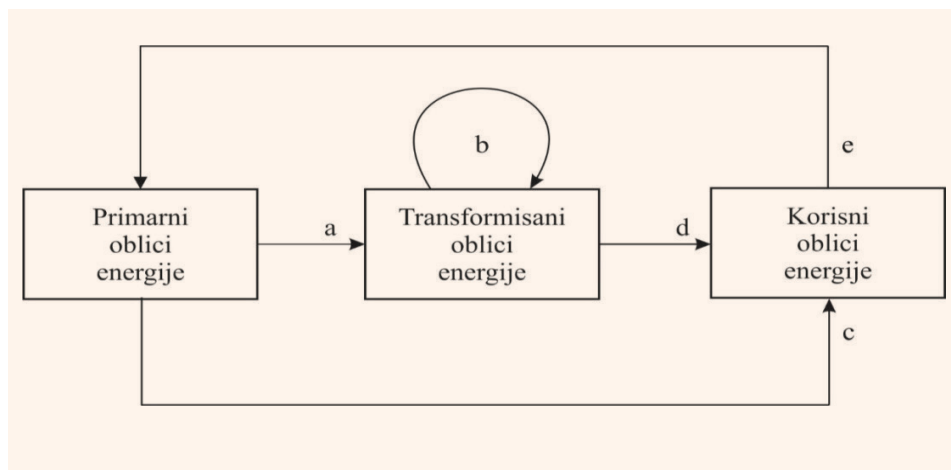 b
e
Primarni
oblici
energije
a
Transformisani
oblici
energije
d
Korisni
oblici
energije
c